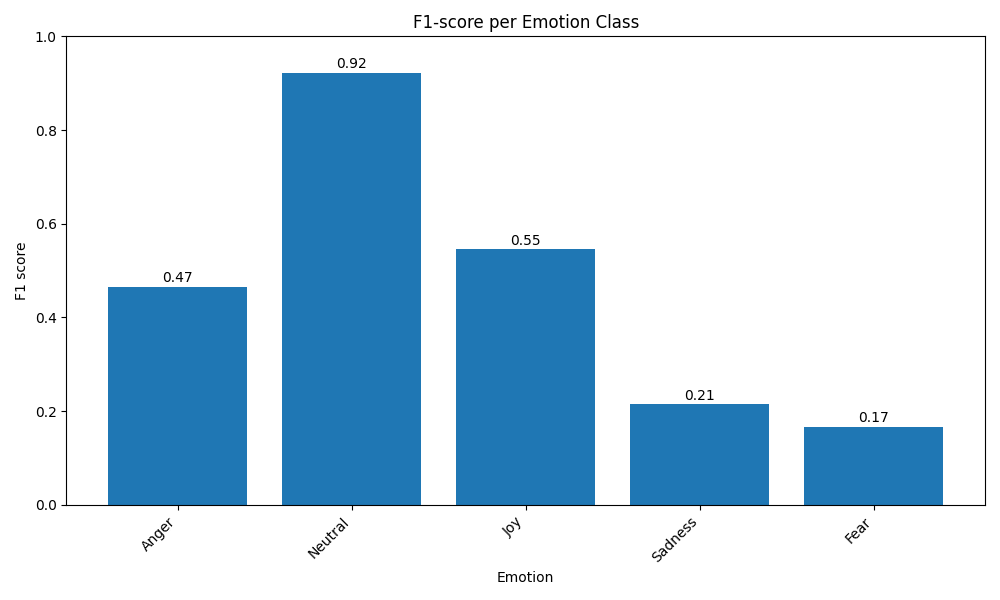 F1-score per Emotion Class
1.0
0.8
0.6
0.4
0.2
0.0
F1 score
0.47
0.92
0.55
0.21
0.17
Anger
Neutral
Joy
Sadness
Fear
Emotion